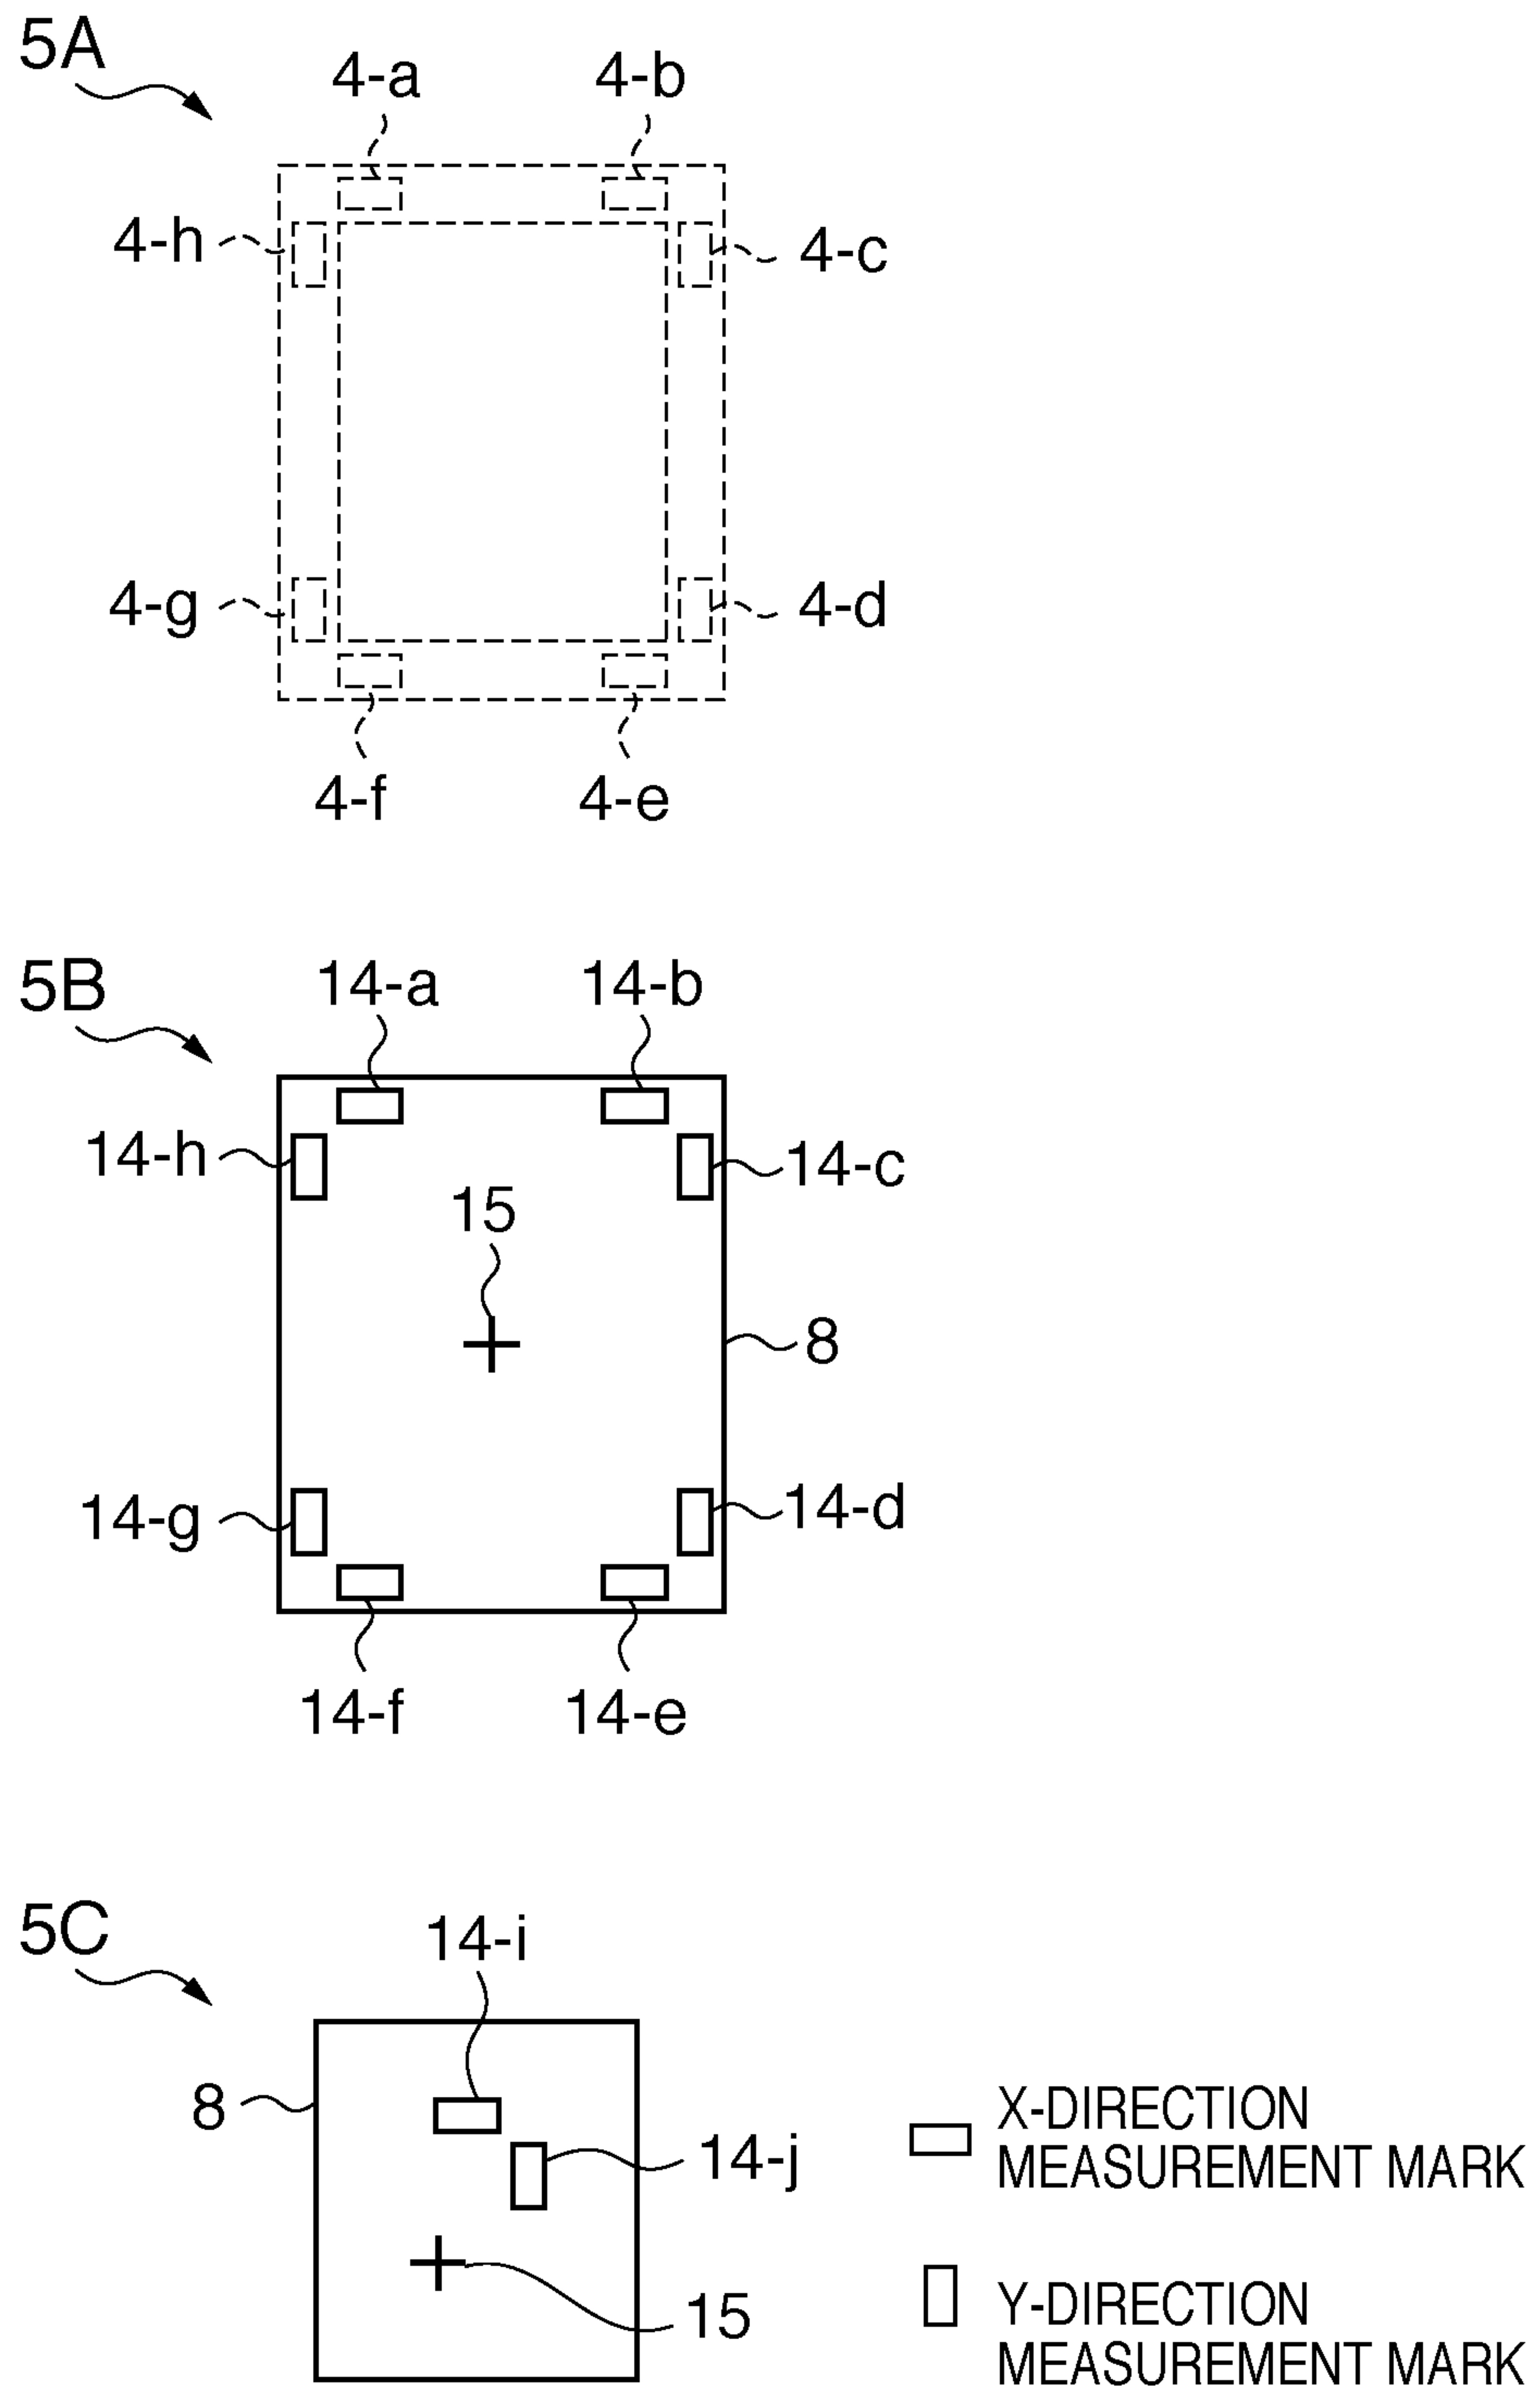 5A
4-a 4-b
4-h 4-c
4-g 4-d
4-f 4-e
5B
14-a 14-b
14-h 14-c
15
8
14-g 14-d
14-f 14-e
5C
14-i
8
14-j
15
X-DIRECTION
MEASUREMENT MARK
Y-DIRECTION
MEASUREMENT MARK